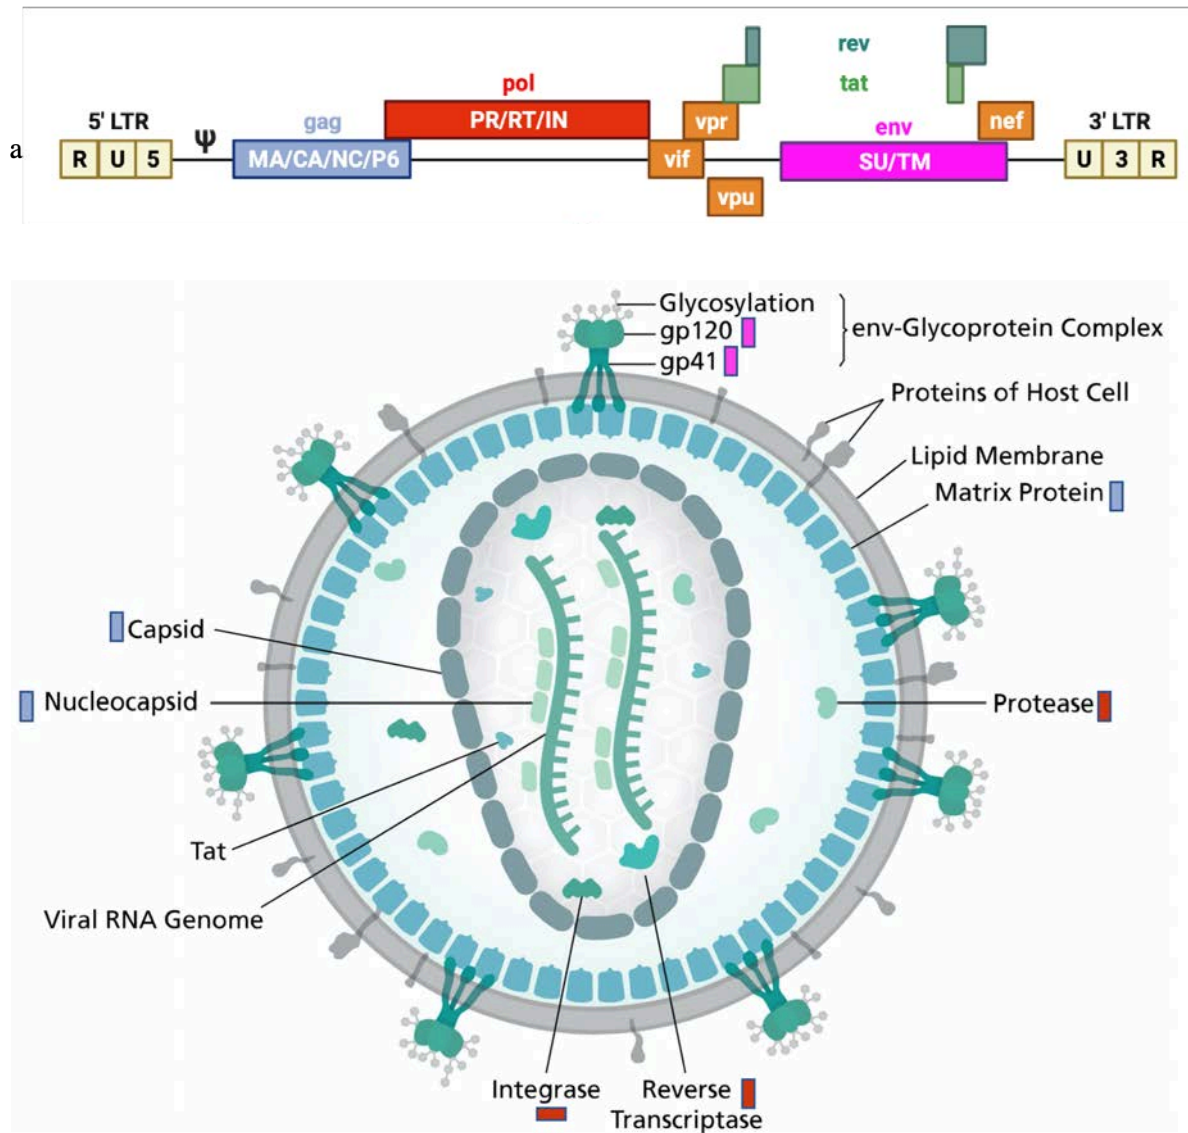 rev
pol
tat
5' LTR
gag
vpr
env
nef
3' LTR
a
R U 5
Ψ
MA/CA/NC/P6
PR/RT/IN
vif
SU/TM
U 3 R
vpu
Glycosylation
gp120
env-Glycoprotein Complex
gp41
Proteins of Host Cell
Lipid Membrane
Matrix Protein
Capsid
Nucleocapsid
Protease
Tat
Viral RNA Genome
Integrase
Reverse
Transcriptase